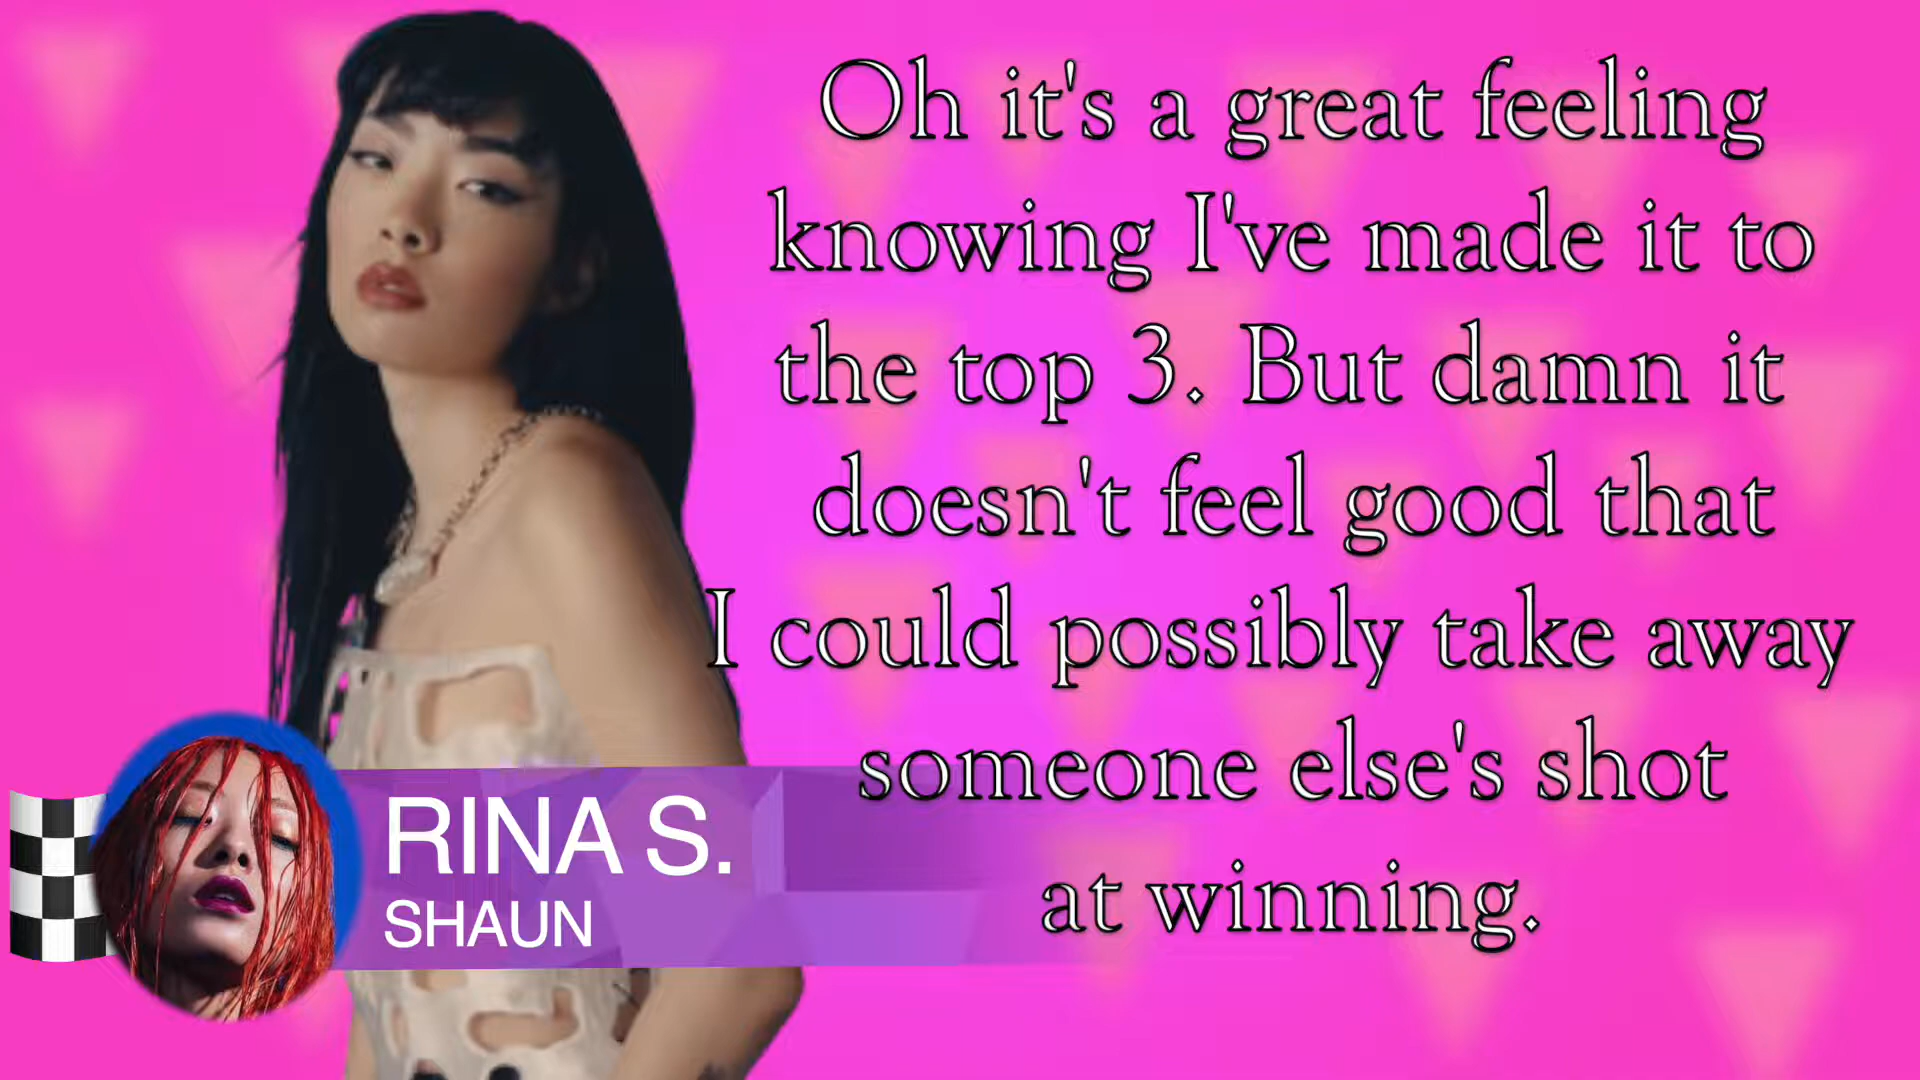 Oh it's a great feeling
knowing I've made it to
the top 3. But damn it
doesn't feel good that
I could possibly take away
someone else's shot
at winning.
RINA S.
SHAUN